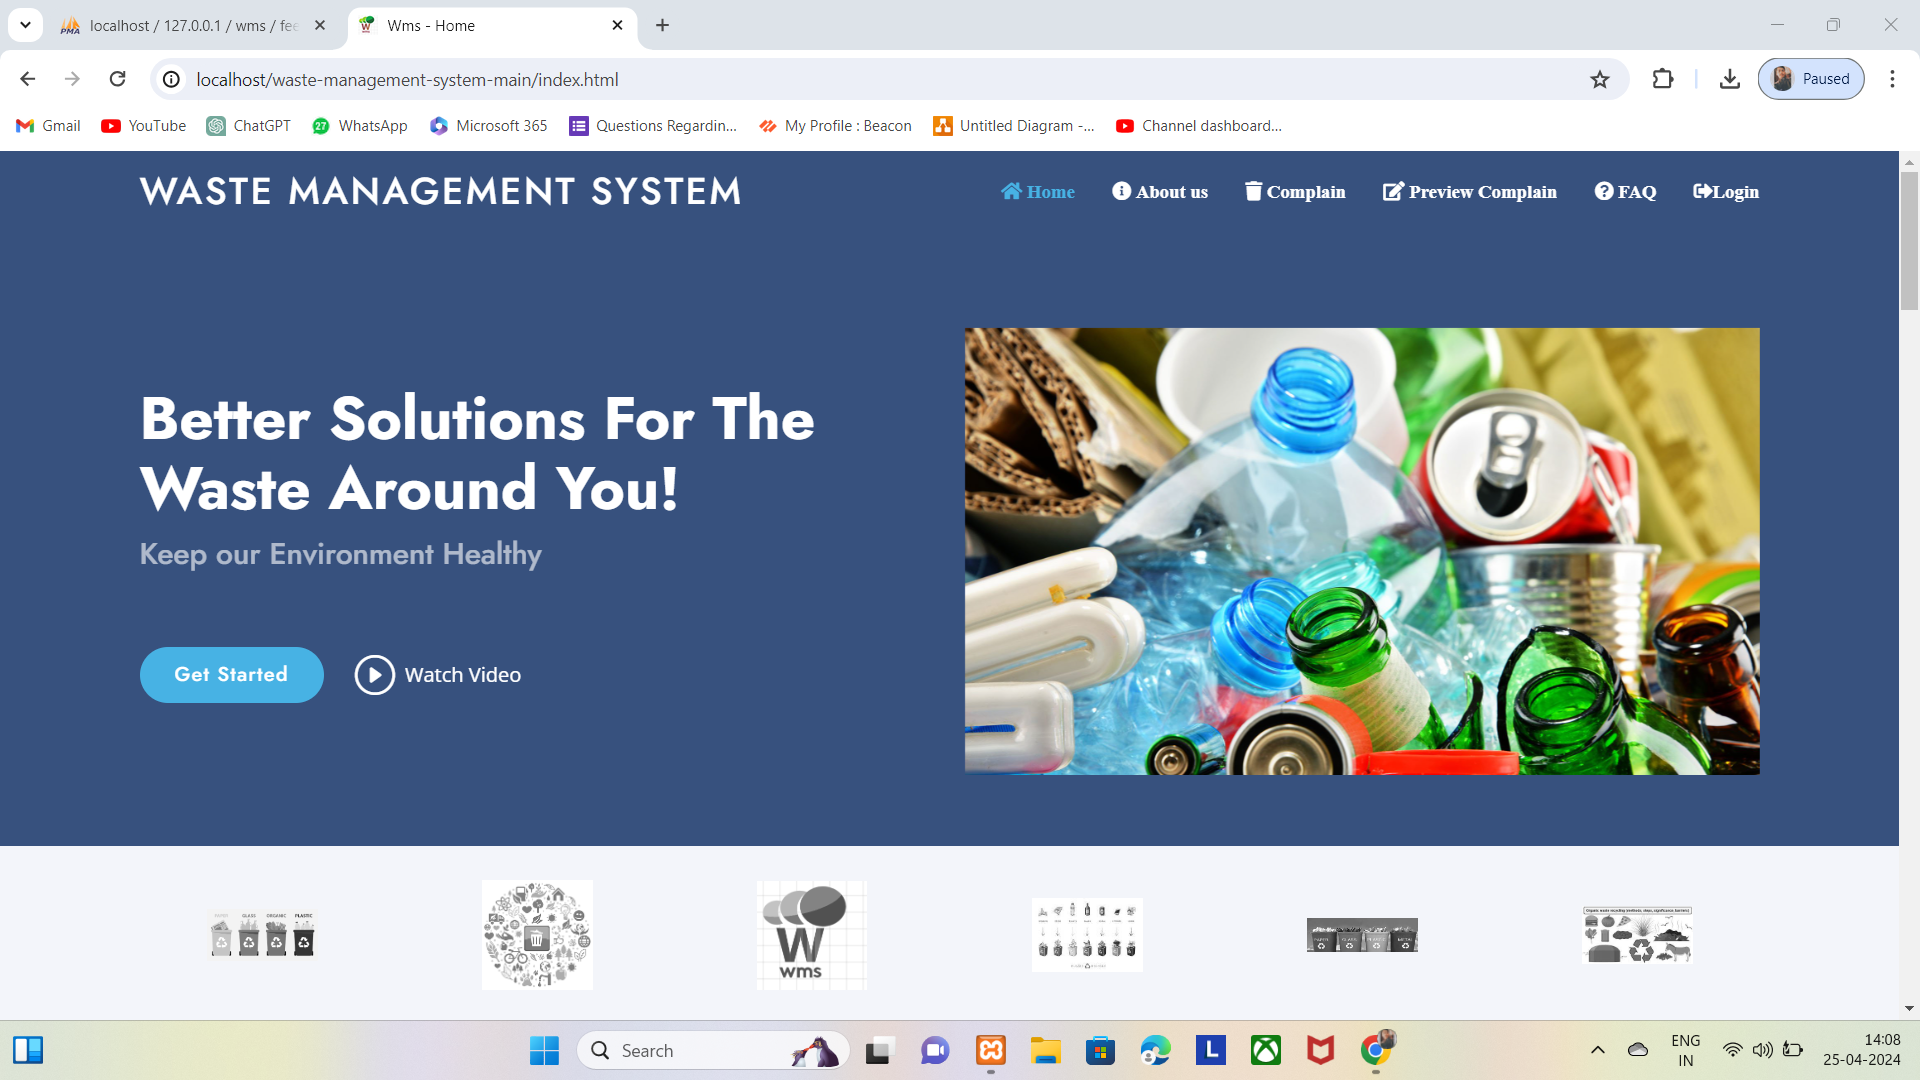 localhost / 127.0.0.1 / wms / fee
Wms - Home
localhost/waste-management-system-main/index.html
Paused
Gmail
YouTube
ChatGPT
27
WhatsApp
Microsoft 365
Questions Regardin...
My Profile : Beacon
Untitled Diagram -...
Channel dashboard...
WASTE MANAGEMENT SYSTEM
Home
About us
Complain
Preview Complain
FAQ
Login
Better Solutions For The
Waste Around You!
Keep our Environment Healthy
Get Started
Watch Video
GLASS ORGANIC PLASTIC
W
wms
Search
L
ENG
IN
14:08
25-04-2024